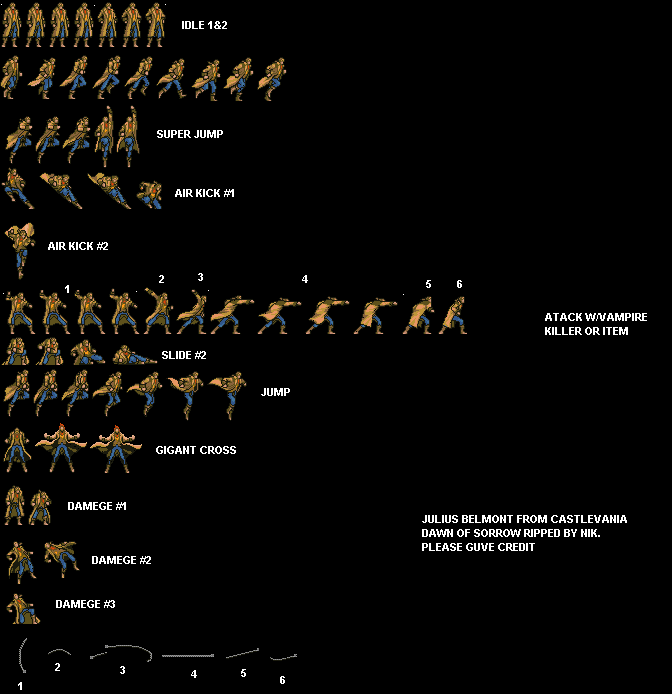 IDLE 1&2
SUPER JUMP
AIR KICK #1
AIR KICK #2
1 2 3 4 5 6
ATACK W/VAMPIRE
KILLER OR ITEM
SLIDE #2
JUMP
GIGANT CROSS
DAMEGE #1
JULIUS BELMONT FROM CASTLEVANIA
DAWN OF SORROW RIPPED BY NIK.
PLEASE GUVE CREDIT
DAMEGE #2
DAMEGE #3
1 2 3 4 5 6